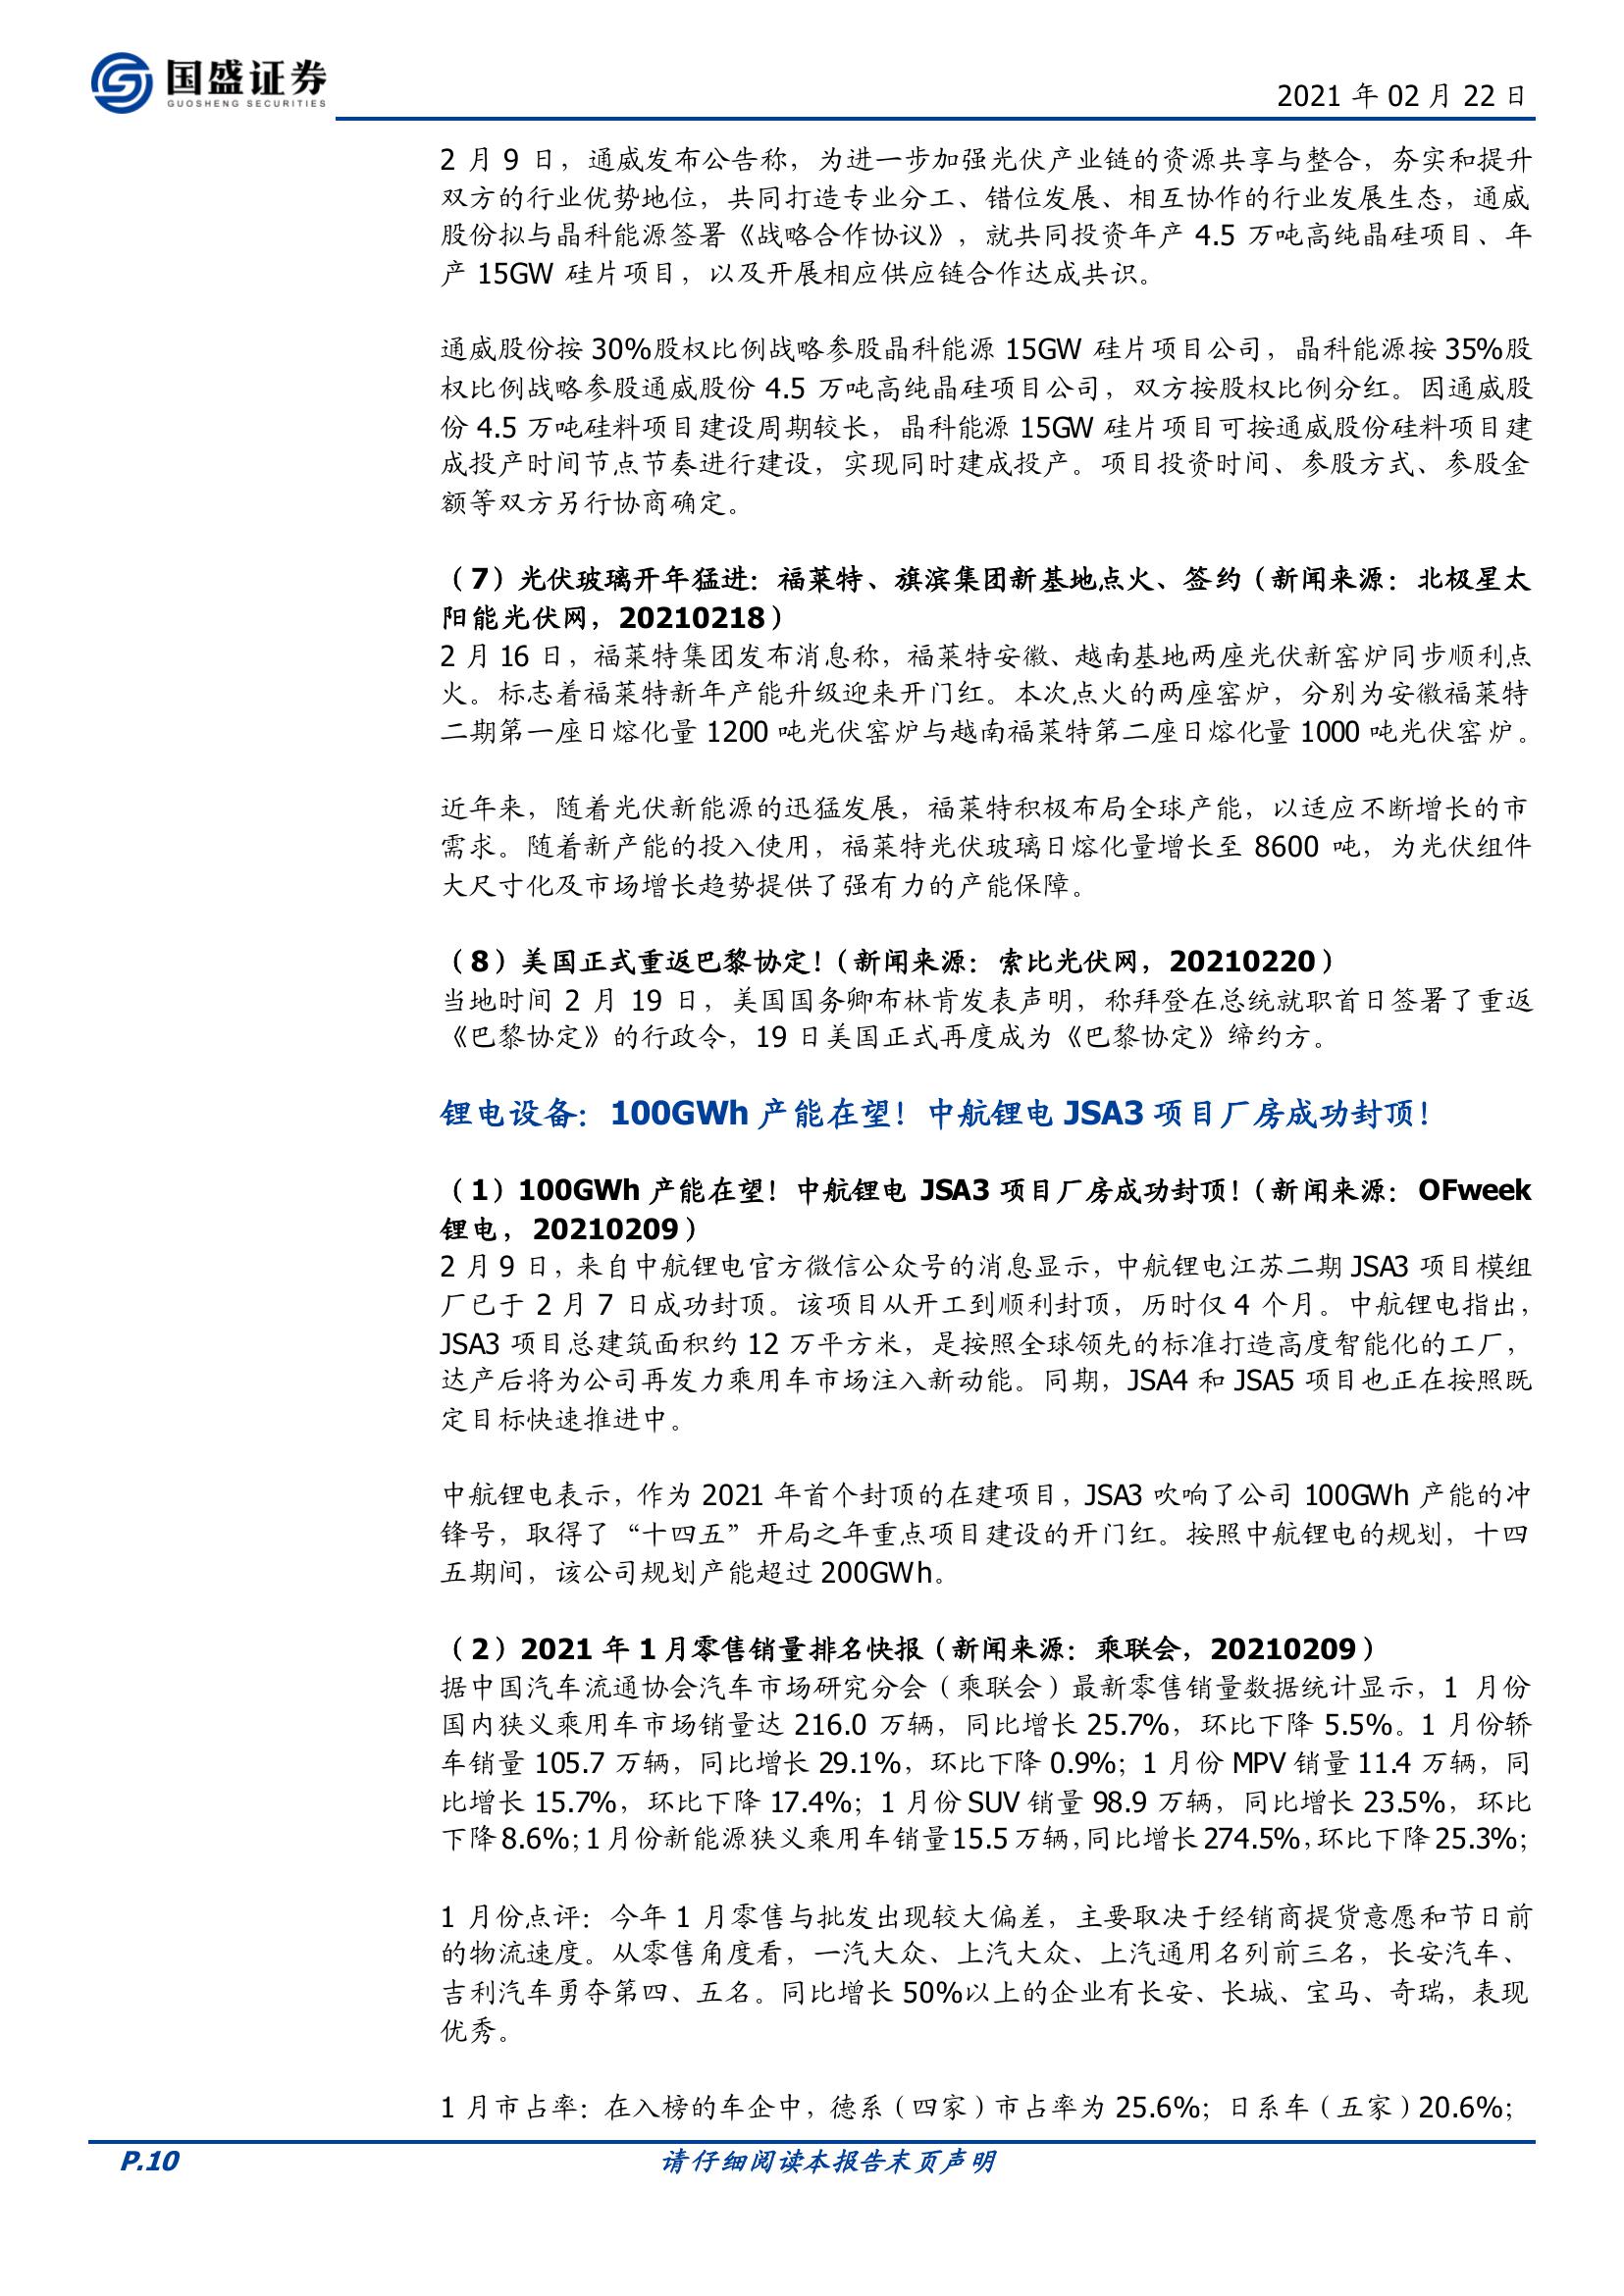 国盛证券
GUOSHENG SECURITIES
2021 年 02 月 22 日
2 月 9 日，通威发布公告称，为进一步加强光伏产业链的资源共享与整合，夯实和提升
双方的行业优势地位，共同打造专业分工、错位发展、相互协作的行业发展生态，通威
股份拟与晶科能源签署《战略合作协议》，就共同投资年产 4.5 万吨高纯晶硅项目、年
产 15GW 硅片项目，以及开展相应供应链合作达成共识。
通威股份按 30%股权比例战略参股晶科能源 15GW 硅片项目公司，晶科能源按 35%股
权比例战略参股通威股份 4.5 万吨高纯晶硅项目公司，双方按股权比例分红。因通威股
份 4.5 万吨硅料项目建设周期较长，晶科能源 15GW 硅片项目可按通威股份硅料项目建
成投产时间节点节奏进行建设，实现同时建成投产。项目投资时间、参股方式、参股金
额等双方另行协商确定。
（7）光伏玻璃开年猛进：福莱特、旗滨集团新基地点火、签约（新闻来源：北极星太
阳能光伏网，20210218）
2 月 16 日，福莱特集团发布消息称，福莱特安徽、越南基地两座光伏新窑炉同步顺利点
火。标志着福莱特新年产能升级迎来开门红。本次点火的两座窑炉，分别为安徽福莱特
二期第一座日熔化量 1200 吨光伏窑炉与越南福莱特第二座日熔化量 1000 吨光伏窑炉。
近年来，随着光伏新能源的迅猛发展，福莱特积极布局全球产能，以适应不断增长的市
需求。随着新产能的投入使用，福莱特光伏玻璃日熔化量增长至 8600 吨，为光伏组件
大尺寸化及市场增长趋势提供了强有力的产能保障。
（8）美国正式重返巴黎协定！（新闻来源：索比光伏网，20210220）
当地时间 2 月 19 日，美国国务卿布林肯发表声明，称拜登在总统就职首日签署了重返
《巴黎协定》的行政令，19 日美国正式再度成为《巴黎协定》缔约方。
锂电设备：100GWh 产能在望！中航锂电 JSA3 项目厂房成功封顶！
（1）100GWh 产能在望！中航锂电 JSA3 项目厂房成功封顶！（新闻来源：OFweek
锂电，20210209）
2 月 9 日，来自中航锂电官方微信公众号的消息显示，中航锂电江苏二期 JSA3 项目模组
厂已于 2 月 7 日成功封顶。该项目从开工到顺利封顶，历时仅 4 个月。中航锂电指出，
JSA3 项目总建筑面积约 12 万平方米，是按照全球领先的标准打造高度智能化的工厂，
达产后将为公司再发力乘用车市场注入新动能。同期，JSA4 和 JSA5 项目也正在按照既
定目标快速推进中。
中航锂电表示，作为 2021 年首个封顶的在建项目，JSA3 吹响了公司 100GWh 产能的冲
锋号，取得了“十四五”开局之年重点项目建设的开门红。按照中航锂电的规划，十四
五期间，该公司规划产能超过 200GWh。
（2）2021 年 1 月零售销量排名快报（新闻来源：乘联会，20210209）
据中国汽车流通协会汽车市场研究分会（乘联会）最新零售销量数据统计显示，1 月份
国内狭义乘用车市场销量达 216.0 万辆，同比增长 25.7%，环比下降 5.5%。1 月份轿
车销量 105.7 万辆，同比增长 29.1%，环比下降 0.9%；1 月份 MPV 销量 11.4 万辆，同
比增长 15.7%，环比下降 17.4%；1 月份 SUV 销量 98.9 万辆，同比增长 23.5%，环比
下降 8.6%；1 月份新能源狭义乘用车销量 15.5 万辆，同比增长 274.5%，环比下降 25.3%；
1 月份点评：今年 1 月零售与批发出现较大偏差，主要取决于经销商提货意愿和节日前
的物流速度。从零售角度看，一汽大众、上汽大众、上汽通用名列前三名，长安汽车、
吉利汽车勇夺第四、五名。同比增长 50%以上的企业有长安、长城、宝马、奇瑞，表现
优秀。
1 月市占率：在入榜的车企中，德系（四家）市占率为 25.6%；日系车（五家）20.6%；
P.10
请仔细阅读本报告末页声明